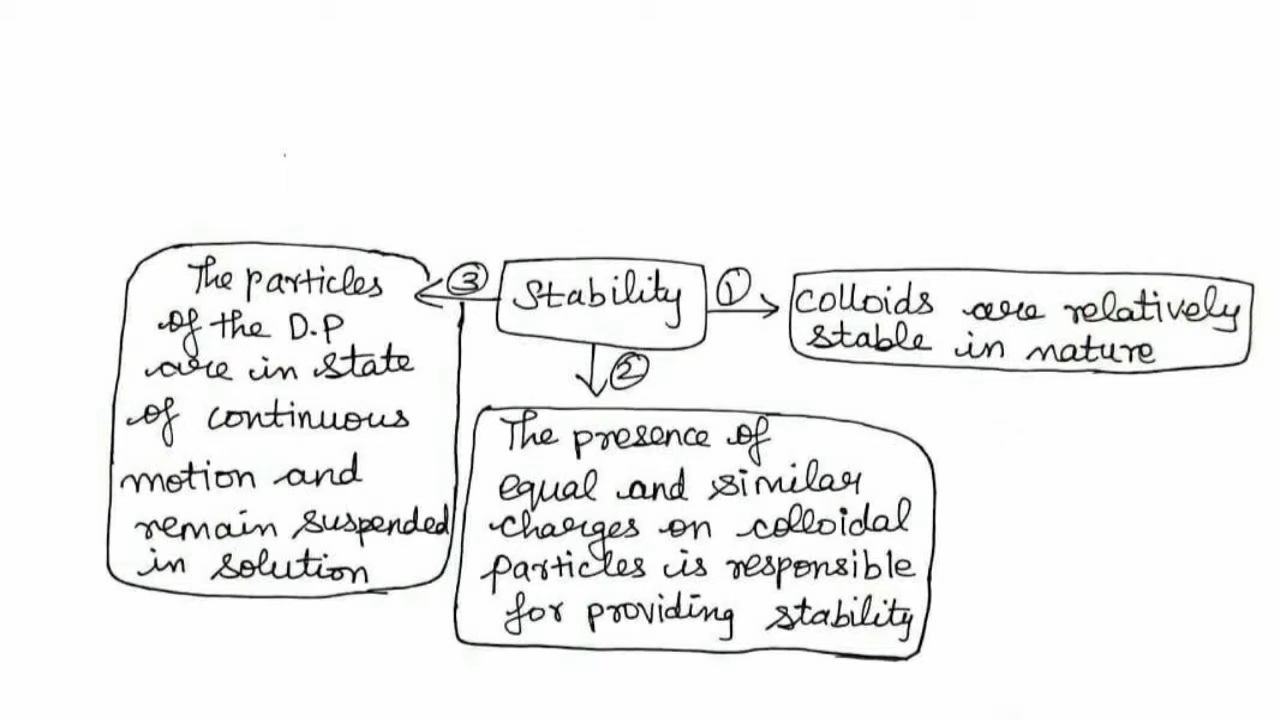 Stability
①
colloids are relatively
stable in nature
②
The presence of
equal and similar
charges on colloidal
particles is responsible
for providing stability
③
The particles
of the D.P
are in state
of continuous
motion and
remain suspended
in solution